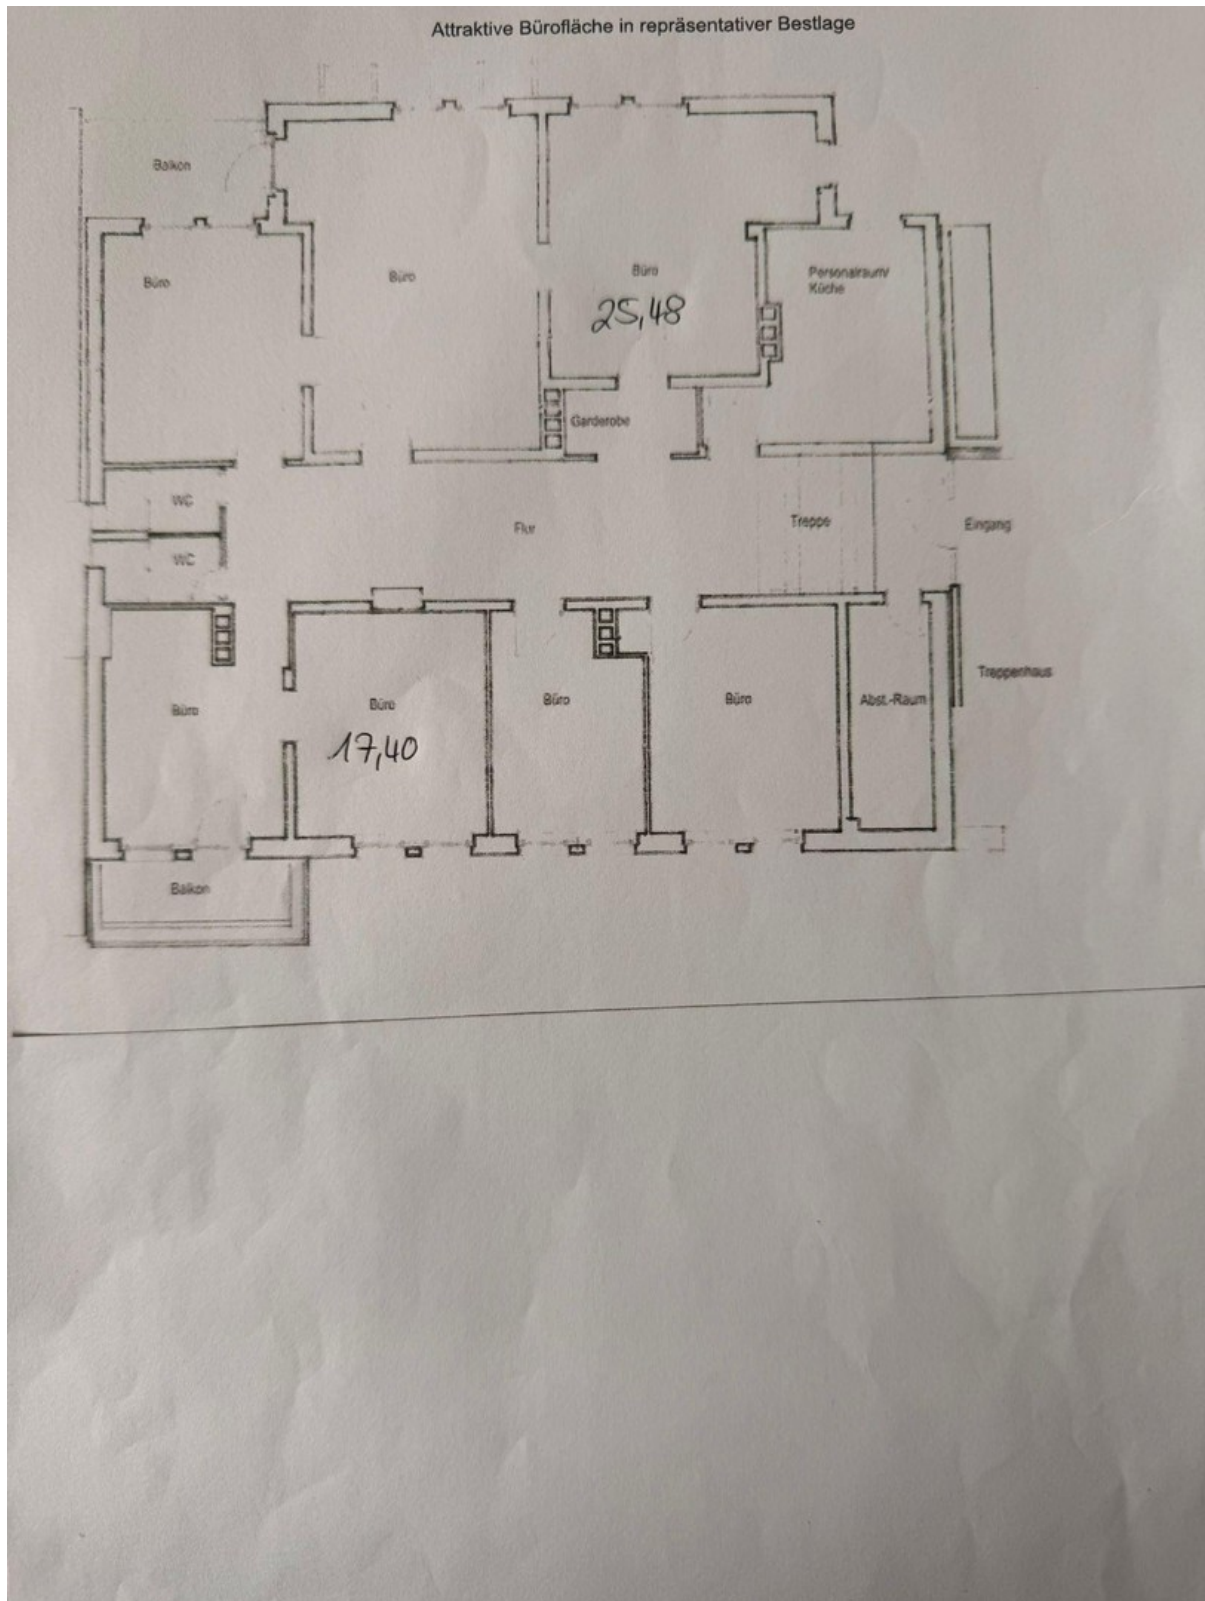 Attraktive Bürofläche in repräsentativer Bestlage
Balkon
Büro
Büro
Büro
25,48
Personalraum/
Küche
Garderobe
WC
WC
Flur
Treppe
Eingang
Büro
Büro
17,40
Büro
Büro
Abst.-Raum
Treppenhaus
Balkon